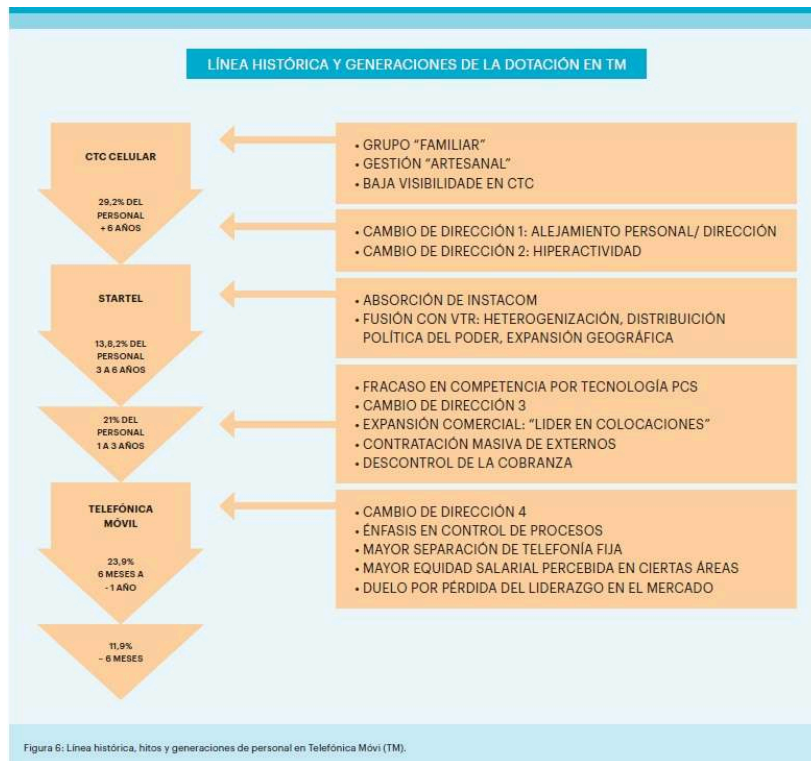 LÍNEA HISTÓRICA Y GENERACIONES DE LA DOTACIÓN EN TM
CTC CELULAR
29,2% DEL
PERSONAL
+ 6 AÑOS
• GRUPO “FAMILIAR”
• GESTIÓN “ARTESANAL”
• BAJA VISIBILIDADE EN CTC
• CAMBIO DE DIRECCIÓN 1: ALEJAMIENTO PERSONAL/ DIRECCIÓN
• CAMBIO DE DIRECCIÓN 2: HIPERACTIVIDAD
STARTEL
13,8,2% DEL
PERSONAL
3 A 6 AÑOS
• ABSORCIÓN DE INSTACOM
• FUSIÓN CON VTR: HETEROGENIZACIÓN, DISTRIBUICIÓN
POLÍTICA DEL PODER, EXPANSIÓN GEOGRÁFICA
21% DEL
PERSONAL
1 A 3 AÑOS
• FRACASO EN COMPETENCIA POR TECNOLOGÍA PCS
• CAMBIO DE DIRECCIÓN 3
• EXPANSIÓN COMERCIAL: “LIDER EN COLOCACIONES”
• CONTRATACIÓN MASIVA DE EXTERNOS
• DESCONTROL DE LA COBRANZA
TELEFÓNICA
MÓVIL
23,9%
6 MESES A
- 1 AÑO
• CAMBIO DE DIRECCIÓN 4
• ÉNFASIS EN CONTROL DE PROCESOS
• MAYOR SEPARACIÓN DE TELEFONÍA FIJA
• MAYOR EQUIDAD SALARIAL PERCEBIDA EN CIERTAS ÁREAS
• DUELO POR PÉRDIDA DEL LIDERAZGO EN EL MERCADO
11,9%
– 6 MESES
Figura 6: Línea histórica, hitos y generaciones de personal en Telefónica Móvi (TM).